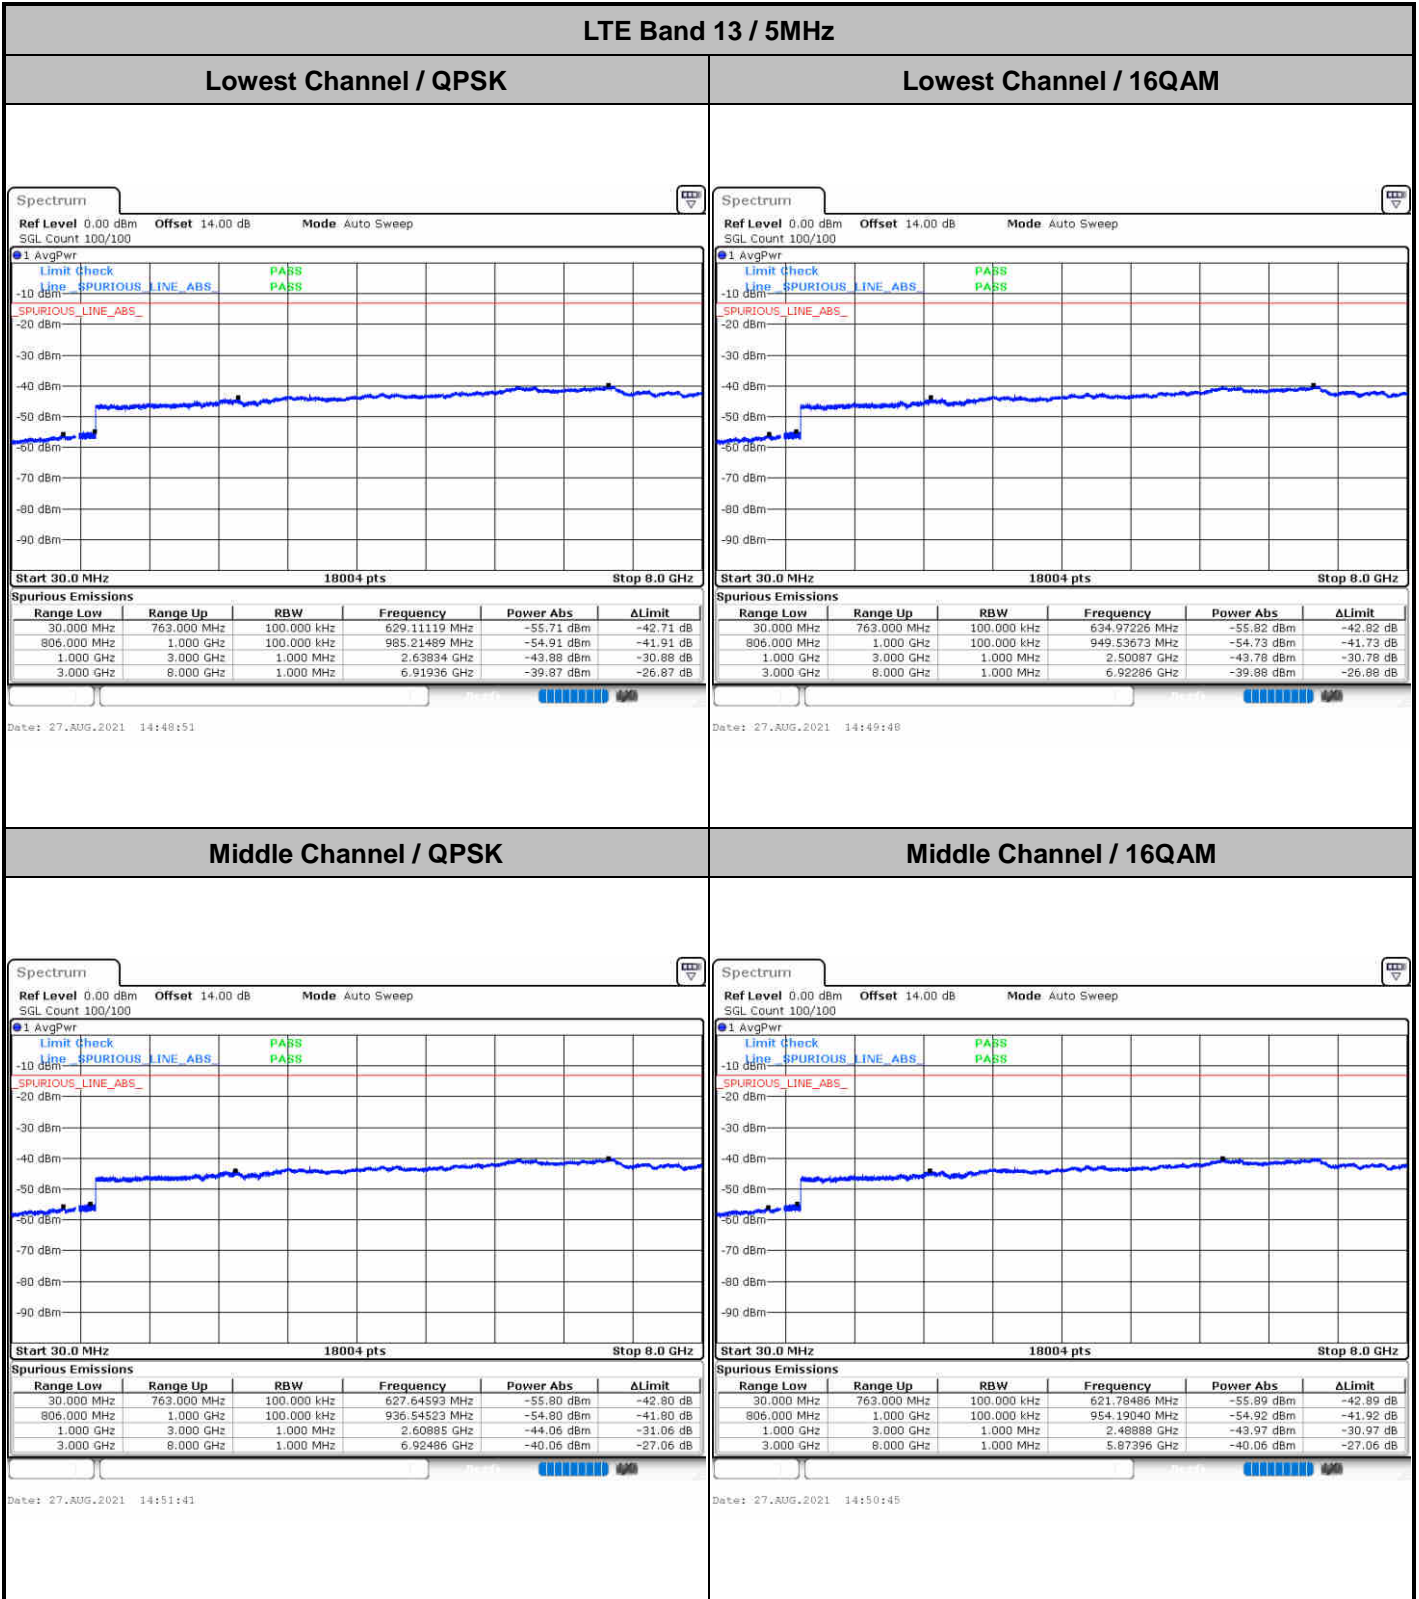 LTE Band 13 / 5MHz
Lowest Channel / QPSK
Lowest Channel / 16QAM
Spectrum
Ref Level 0.00 dBm Offset 14.00 dB Mode Auto Sweep
SGL Count 100/100
1 AvgPwr
Limit Check PASS
-10 dBm Line _SPURIOUS_LINE_ABS_ PASS
_SPURIOUS_LINE_ABS_
-20 dBm
-30 dBm
-40 dBm
-50 dBm
-60 dBm
-70 dBm
-80 dBm
-90 dBm
Start 30.0 MHz 18004 pts Stop 8.0 GHz
Spurious Emissions
Range Low Range Up RBW Frequency Power Abs ΔLimit
30.000 MHz 763.000 MHz 100.000 kHz 629.11119 MHz -55.71 dBm -42.71 dB
806.000 MHz 1.000 GHz 100.000 kHz 985.21489 MHz -54.91 dBm -41.91 dB
1.000 GHz 3.000 GHz 1.000 MHz 2.63834 GHz -43.88 dBm -30.88 dB
3.000 GHz 8.000 GHz 1.000 MHz 6.91936 GHz -39.87 dBm -26.87 dB
Date: 27.AUG.2021 14:48:51
Spectrum
Ref Level 0.00 dBm Offset 14.00 dB Mode Auto Sweep
SGL Count 100/100
1 AvgPwr
Limit Check PASS
-10 dBm Line _SPURIOUS_LINE_ABS_ PASS
_SPURIOUS_LINE_ABS_
-20 dBm
-30 dBm
-40 dBm
-50 dBm
-60 dBm
-70 dBm
-80 dBm
-90 dBm
Start 30.0 MHz 18004 pts Stop 8.0 GHz
Spurious Emissions
Range Low Range Up RBW Frequency Power Abs ΔLimit
30.000 MHz 763.000 MHz 100.000 kHz 634.97226 MHz -55.82 dBm -42.82 dB
806.000 MHz 1.000 GHz 100.000 kHz 949.53673 MHz -54.73 dBm -41.73 dB
1.000 GHz 3.000 GHz 1.000 MHz 2.50087 GHz -43.78 dBm -30.78 dB
3.000 GHz 8.000 GHz 1.000 MHz 6.92286 GHz -39.88 dBm -26.88 dB
Date: 27.AUG.2021 14:49:48
Middle Channel / QPSK
Middle Channel / 16QAM
Spectrum
Ref Level 0.00 dBm Offset 14.00 dB Mode Auto Sweep
SGL Count 100/100
1 AvgPwr
Limit Check PASS
-10 dBm Line _SPURIOUS_LINE_ABS_ PASS
_SPURIOUS_LINE_ABS_
-20 dBm
-30 dBm
-40 dBm
-50 dBm
-60 dBm
-70 dBm
-80 dBm
-90 dBm
Start 30.0 MHz 18004 pts Stop 8.0 GHz
Spurious Emissions
Range Low Range Up RBW Frequency Power Abs ΔLimit
30.000 MHz 763.000 MHz 100.000 kHz 627.64593 MHz -55.80 dBm -42.80 dB
806.000 MHz 1.000 GHz 100.000 kHz 936.54523 MHz -54.80 dBm -41.80 dB
1.000 GHz 3.000 GHz 1.000 MHz 2.60885 GHz -44.06 dBm -31.06 dB
3.000 GHz 8.000 GHz 1.000 MHz 6.92486 GHz -40.06 dBm -27.06 dB
Date: 27.AUG.2021 14:51:41
Spectrum
Ref Level 0.00 dBm Offset 14.00 dB Mode Auto Sweep
SGL Count 100/100
1 AvgPwr
Limit Check PASS
-10 dBm Line _SPURIOUS_LINE_ABS_ PASS
_SPURIOUS_LINE_ABS_
-20 dBm
-30 dBm
-40 dBm
-50 dBm
-60 dBm
-70 dBm
-80 dBm
-90 dBm
Start 30.0 MHz 18004 pts Stop 8.0 GHz
Spurious Emissions
Range Low Range Up RBW Frequency Power Abs ΔLimit
30.000 MHz 763.000 MHz 100.000 kHz 621.78486 MHz -55.89 dBm -42.89 dB
806.000 MHz 1.000 GHz 100.000 kHz 954.19040 MHz -54.92 dBm -41.92 dB
1.000 GHz 3.000 GHz 1.000 MHz 2.48888 GHz -43.97 dBm -30.97 dB
3.000 GHz 8.000 GHz 1.000 MHz 5.87396 GHz -40.06 dBm -27.06 dB
Date: 27.AUG.2021 14:50:45